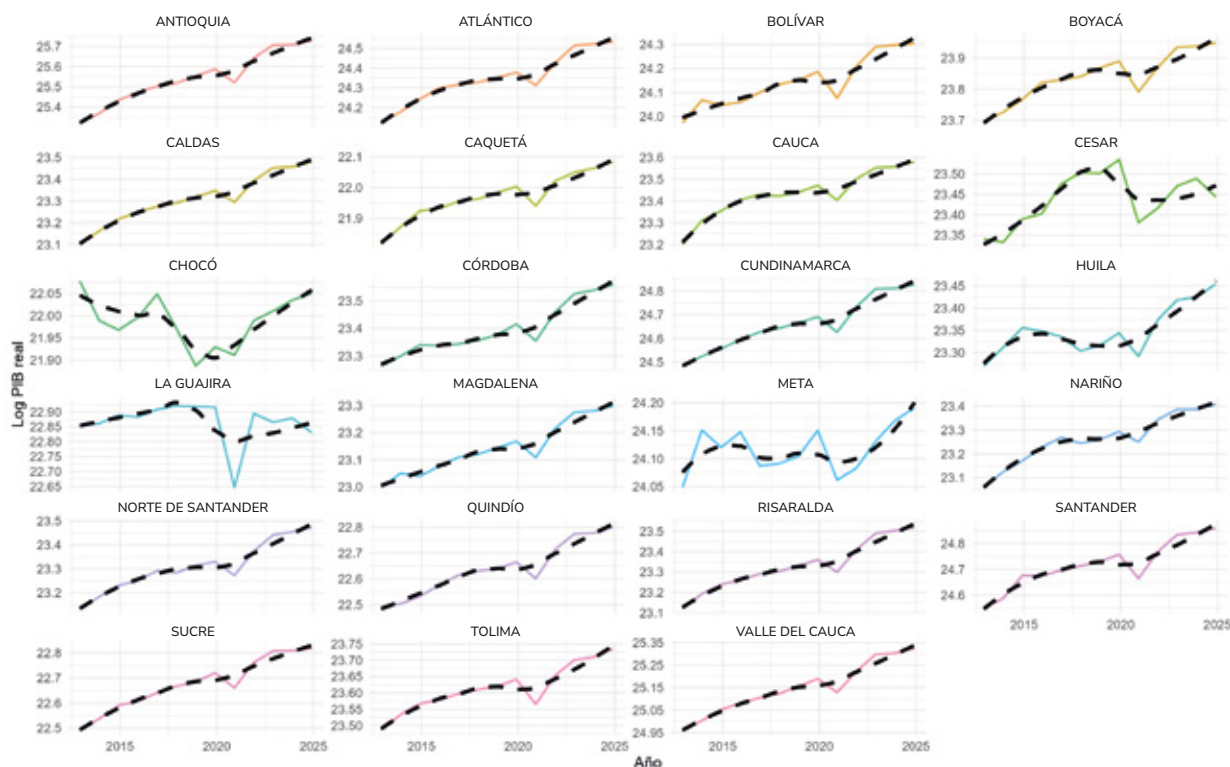 ANTIOQUIA ATLÁNTICO BOLÍVAR BOYACÁ
25.7 24.5 24.3 23.9
25.6 24.4 24.2
25.5 24.3 24.1 23.8
25.4 24.2 24.0 23.7
CALDAS CAQUETÁ CAUCA CESAR
23.5 22.1 23.6 23.50
23.4 22.0 23.5 23.45
23.3 21.9 23.4 23.40
23.2 23.3 23.35
23.1 23.2
CHOCÓ CÓRDOBA CUNDINAMARCA HUILA
22.05 23.5 24.8 23.45
22.00 23.4 24.7 23.40
21.95 23.3 24.6 23.35
21.90 24.5 23.30
Log PIB real
LA GUAJIRA MAGDALENA META NARIÑO
22.90 23.3 24.20 23.4
22.85 23.2 24.15 23.3
22.80 23.1 24.10 23.2
22.75 23.0 24.05 23.1
22.70
22.65
NORTE DE SANTANDER QUINDÍO RISARALDA SANTANDER
23.5 22.8 23.5 24.8
23.4 22.7 23.4 24.7
23.3 22.6 23.3 24.6
23.2 22.5 23.2
23.1
2015 2020 2025
SUCRE TOLIMA VALLE DEL CAUCA
22.8 23.75 25.35
22.7 23.70 25.25
22.6 23.65 25.15
22.5 23.60 25.05
23.55 24.95
23.50
2015 2020 2025 2015 2020 2025 2015 2020 2025
Año